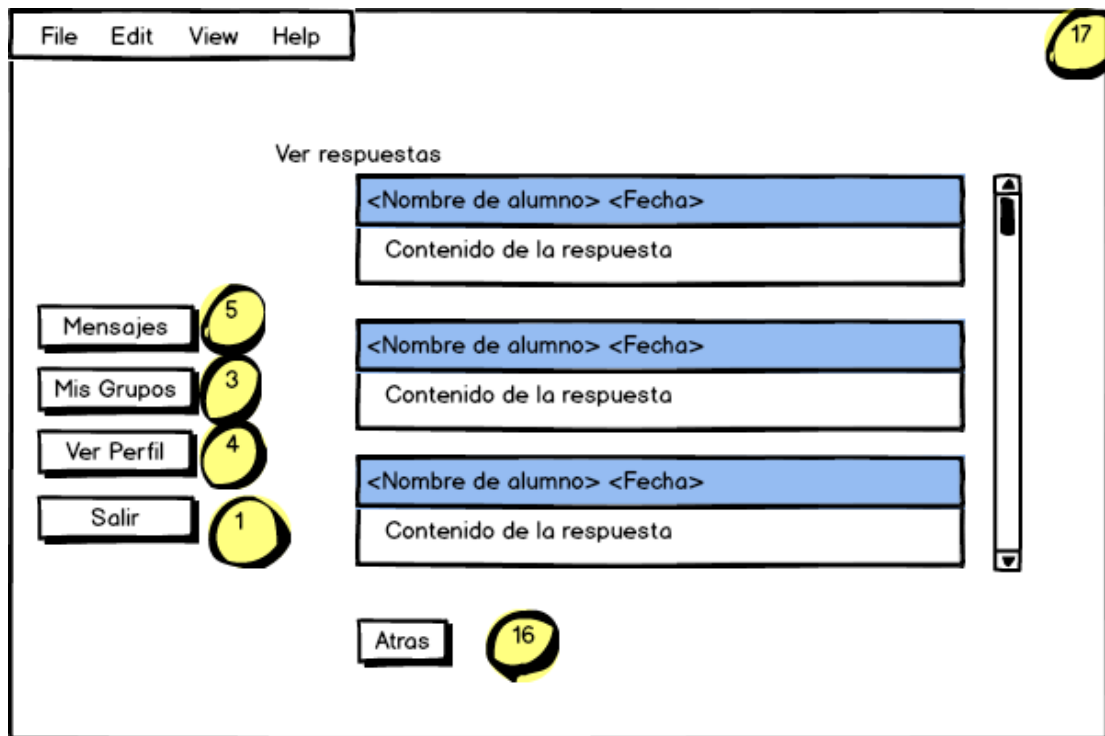 File Edit View Help
17
Ver respuestas
<Nombre de alumno> <Fecha>
Contenido de la respuesta
<Nombre de alumno> <Fecha>
Contenido de la respuesta
<Nombre de alumno> <Fecha>
Contenido de la respuesta
Mensajes 5
Mis Grupos 3
Ver Perfil 4
Salir 1
Atras 16